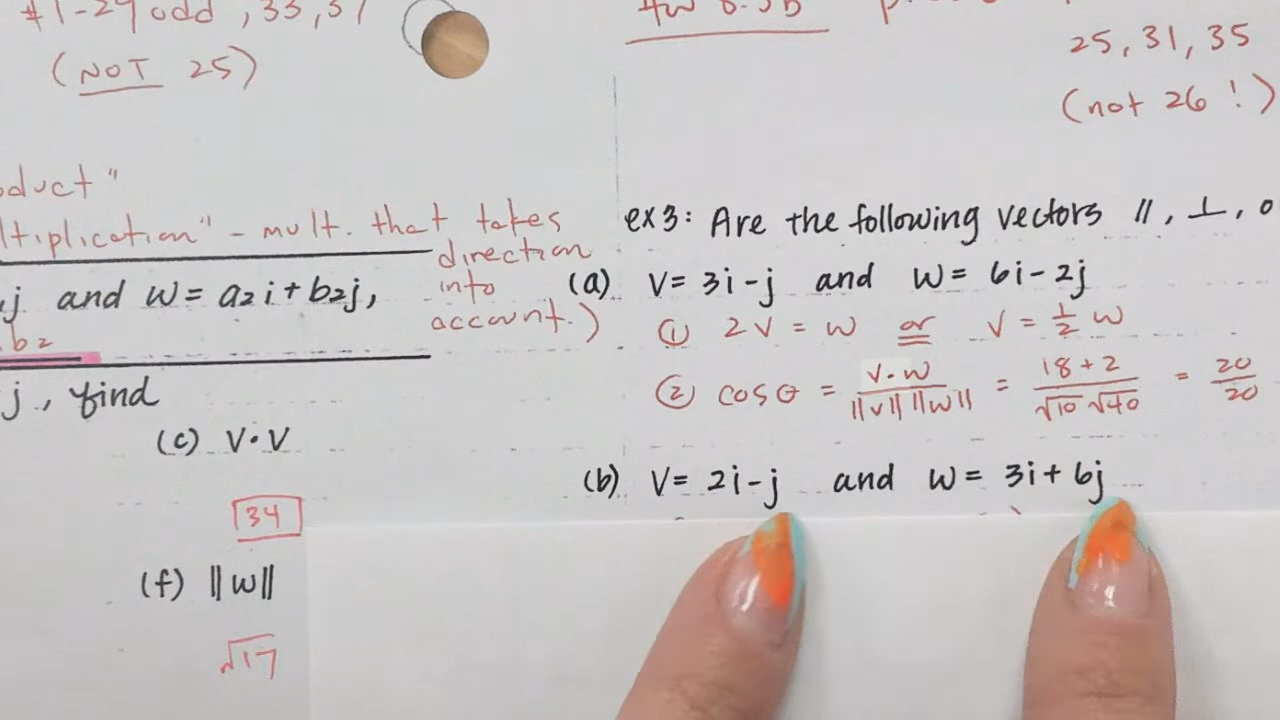 #1-29 odd, 33, 37
(NOT 25)
oduct"
ltiplication" - mult. that takes
direction
into
account.)
j and w = a₂i + b₂j,
b₂
j, find
(c) v·v
34
(f) ||w||
√17
HW 8.5B
25, 31, 35
(not 26!)
ex3: Are the following vectors //, ⊥, o
(a) v = 3i - j and w = 6i - 2j
① 2v = w or v = 1/2 w
② cos θ = v·w / ||v|| ||w|| = 18 + 2 / √10 √40 = 20/20
(b) v = 2i - j and w = 3i + 6j